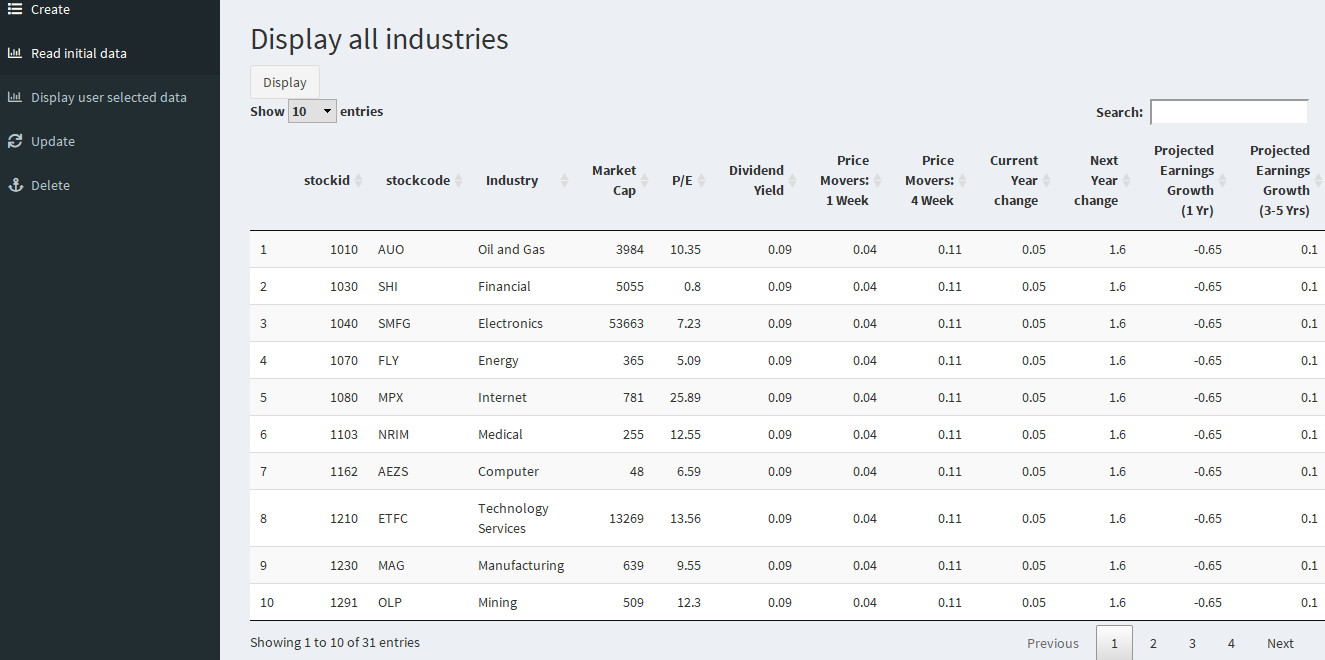 Create
Read initial data
Display user selected data
Update
Delete
Display all industries
Display
Show 10 entries
Search:
stockid stockcode Industry Market Cap P/E Dividend Yield Price Movers: 1 Week Price Movers: 4 Week Current Year change Next Year change Projected Earnings Growth (1 Yr) Projected Earnings Growth (3-5 Yrs)
1 1010 AUO Oil and Gas 3984 10.35 0.09 0.04 0.11 0.05 1.6 -0.65 0.1
2 1030 SHI Financial 5055 0.8 0.09 0.04 0.11 0.05 1.6 -0.65 0.1
3 1040 SMFG Electronics 53663 7.23 0.09 0.04 0.11 0.05 1.6 -0.65 0.1
4 1070 FLY Energy 365 5.09 0.09 0.04 0.11 0.05 1.6 -0.65 0.1
5 1080 MPX Internet 781 25.89 0.09 0.04 0.11 0.05 1.6 -0.65 0.1
6 1103 NRIM Medical 255 12.55 0.09 0.04 0.11 0.05 1.6 -0.65 0.1
7 1162 AEZS Computer 48 6.59 0.09 0.04 0.11 0.05 1.6 -0.65 0.1
8 1210 ETFC Technology Services 13269 13.56 0.09 0.04 0.11 0.05 1.6 -0.65 0.1
9 1230 MAG Manufacturing 639 9.55 0.09 0.04 0.11 0.05 1.6 -0.65 0.1
10 1291 OLP Mining 509 12.3 0.09 0.04 0.11 0.05 1.6 -0.65 0.1
Showing 1 to 10 of 31 entries
Previous 1 2 3 4 Next